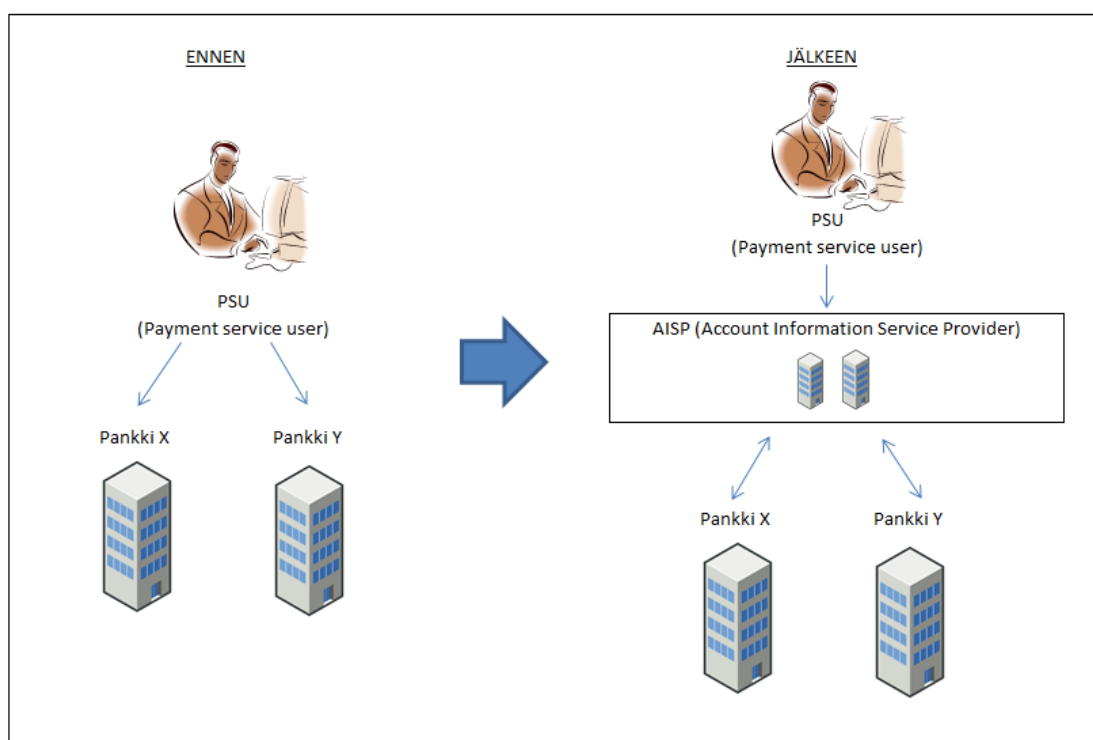 ENNEN
PSU
(Payment service user)
Pankki X
Pankki Y
JÄLKEEN
PSU
(Payment service user)
AISP (Account Information Service Provider)
Pankki X
Pankki Y